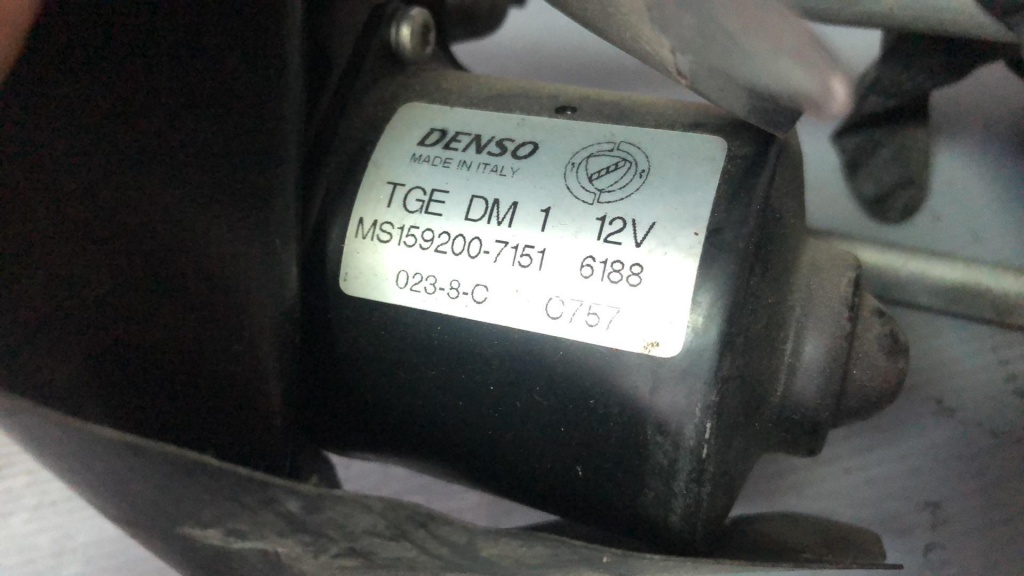 DENSO
MADE IN ITALY
TGE DM 1 12V
MS159200-7151 6188
023-8-C C757